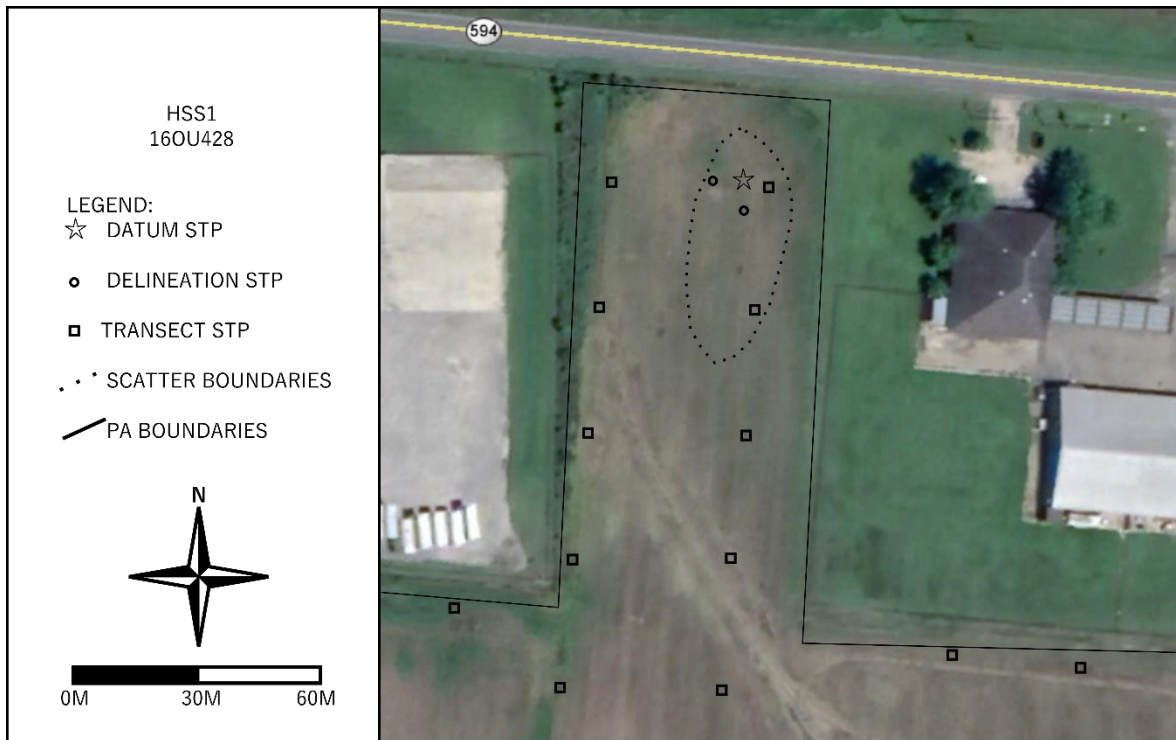 HSS1
16OU428
LEGEND:
DATUM STP
DELINEATION STP
TRANSECT STP
SCATTER BOUNDARIES
PA BOUNDARIES
N
0M 30M 60M
594